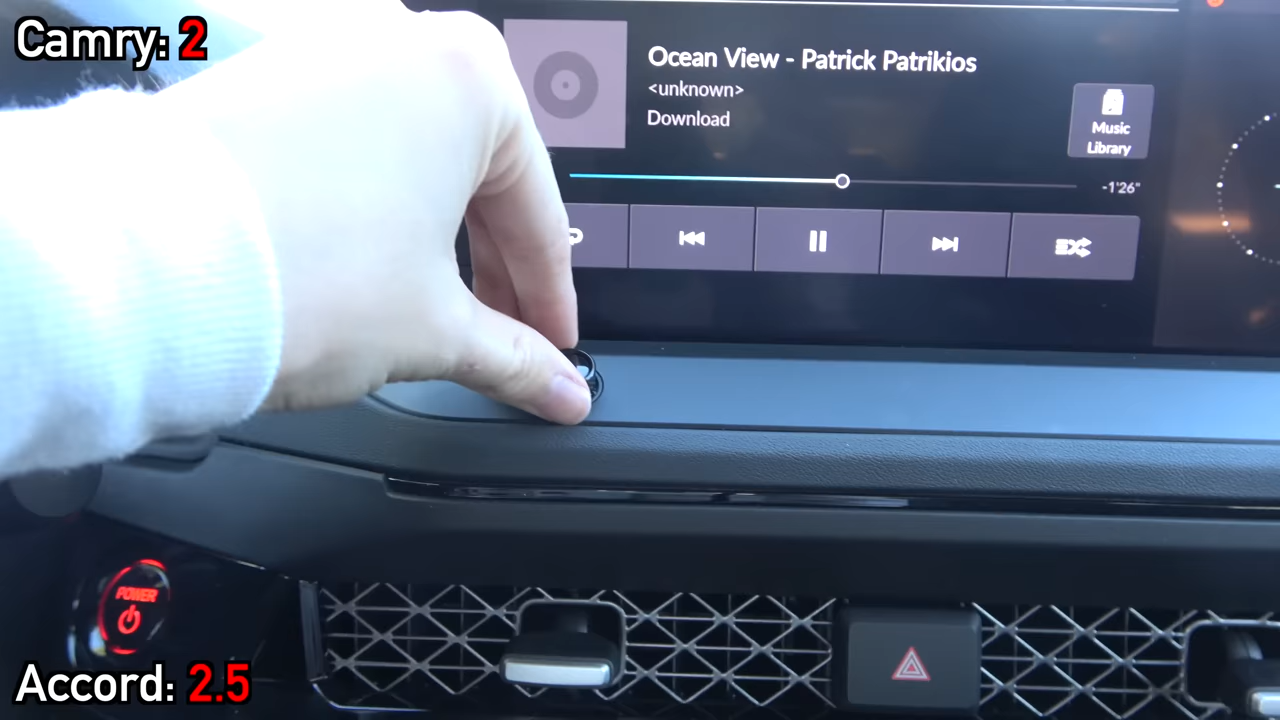 Camry: 2
Ocean View - Patrick Patrikios
<unknown>
Download
Music
Library
-1'26"
POWER
Accord: 2.5